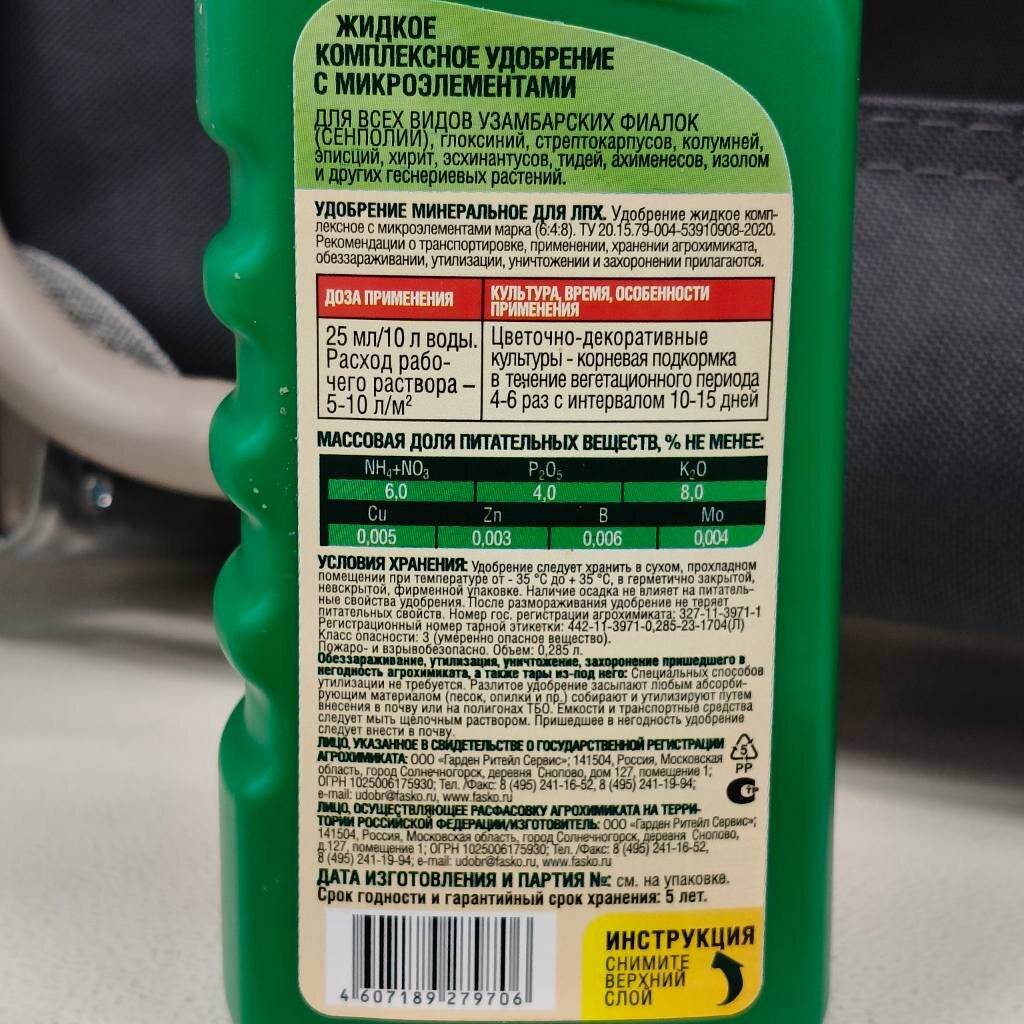 ЖИДКОЕ
КОМПЛЕКСНОЕ УДОБРЕНИЕ
С МИКРОЭЛЕМЕНТАМИ
ДЛЯ ВСЕХ ВИДОВ УЗАМБАРСКИХ ФИАЛОК
(СЕНПОЛИЙ), глоксиний, стрептокарпусов, колумней,
эписций, хирит, эсхинантусов, тидей, ахименесов, изолом
и других геснериевых растений.
УДОБРЕНИЕ МИНЕРАЛЬНОЕ ДЛЯ ЛПХ. Удобрение жидкое комп-
лексное с микроэлементами марка (6:4:8). ТУ 20.15.79-004-53910908-2020.
Рекомендации о транспортировке, применении, хранении агрохимиката,
обеззараживании, утилизации, уничтожении и захоронении прилагаются.
ДОЗА ПРИМЕНЕНИЯ
КУЛЬТУРА, ВРЕМЯ, ОСОБЕННОСТИ
ПРИМЕНЕНИЯ
25 мл/10 л воды.
Расход рабо-
чего раствора –
5-10 л/м²
Цветочно-декоративные
культуры - корневая подкормка
в течение вегетационного периода
4-6 раз с интервалом 10-15 дней
МАССОВАЯ ДОЛЯ ПИТАТЕЛЬНЫХ ВЕЩЕСТВ, % НЕ МЕНЕЕ:
NH₄+NO₃ P₂O₅ K₂O
6,0 4,0 8,0
Cu Zn B Mo
0,005 0,003 0,006 0,004
УСЛОВИЯ ХРАНЕНИЯ: Удобрение следует хранить в сухом, прохладном
помещении при температуре от - 35 °С до + 35 °С, в герметично закрытой,
невскрытой, фирменной упаковке. Наличие осадка не влияет на питатель-
ные свойства удобрения. После размораживания удобрение не теряет
питательных свойств. Номер гос. регистрации агрохимиката: 327-11-3971-1
Регистрационный номер тарной этикетки: 442-11-3971-0,285-23-1704(Л)
Класс опасности: 3 (умеренно опасное вещество).
Пожаро- и взрывобезопасно. Объем: 0,285 л.
Обеззараживание, утилизация, уничтожение, захоронение пришедшего в
негодность агрохимиката, а также тары из-под него: Специальных способов
утилизации не требуется. Разлитое удобрение засыпают любым абсорби-
рующим материалом (песок, опилки и пр.) собирают и утилизируют путем
внесения в почву или на полигонах ТБО. Емкости и транспортные средства
следует мыть щелочным раствором. Пришедшее в негодность удобрение
следует внести в почву.
ЛИЦО, УКАЗАННОЕ В СВИДЕТЕЛЬСТВЕ О ГОСУДАРСТВЕННОЙ РЕГИСТРАЦИИ
АГРОХИМИКАТА: ООО «Гарден Ритейл Сервис»; 141504, Россия, Московская
область, город Солнечногорск, деревня Снопово, дом 127, помещение 1;
ОГРН 1025006175930; Тел. /Факс: 8 (495) 241-16-52, 8 (495) 241-19-94;
e-mail: udobr@fasko.ru, www.fasko.ru
5
PP
ЛИЦО, ОСУЩЕСТВЛЯЮЩЕЕ РАСФАСОВКУ АГРОХИМИКАТА НА ТЕРРИ-
ТОРИИ РОССИЙСКОЙ ФЕДЕРАЦИИ/ИЗГОТОВИТЕЛЬ: ООО «Гарден Ритейл Сервис»;
141504, Россия, Московская область, город Солнечногорск, деревня Снопово,
д.127, помещение 1; ОГРН 1025006175930; Тел. /Факс: 8 (495) 241-16-52,
8 (495) 241-19-94; e-mail: udobr@fasko.ru, www.fasko.ru
ДАТА ИЗГОТОВЛЕНИЯ И ПАРТИЯ №: см. на упаковке.
Срок годности и гарантийный срок хранения: 5 лет.
4 607189 279706
ИНСТРУКЦИЯ
СНИМИТЕ
ВЕРХНИЙ
СЛОЙ